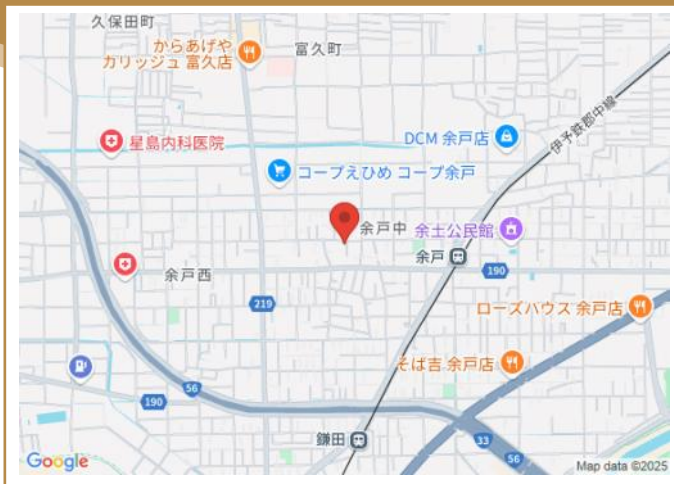 久保田町
からあげや
カリッジュ 富久店
富久町
星島内科医院
DCM 余戸店
伊予鉄郡中線
コープえひめ コープ余戸
余戸中
余土公民館
余戸
余戸西
190
219
ローズハウス 余戸店
そば吉 余戸店
56
190
鎌田
33
56
Google
Map data ©2025